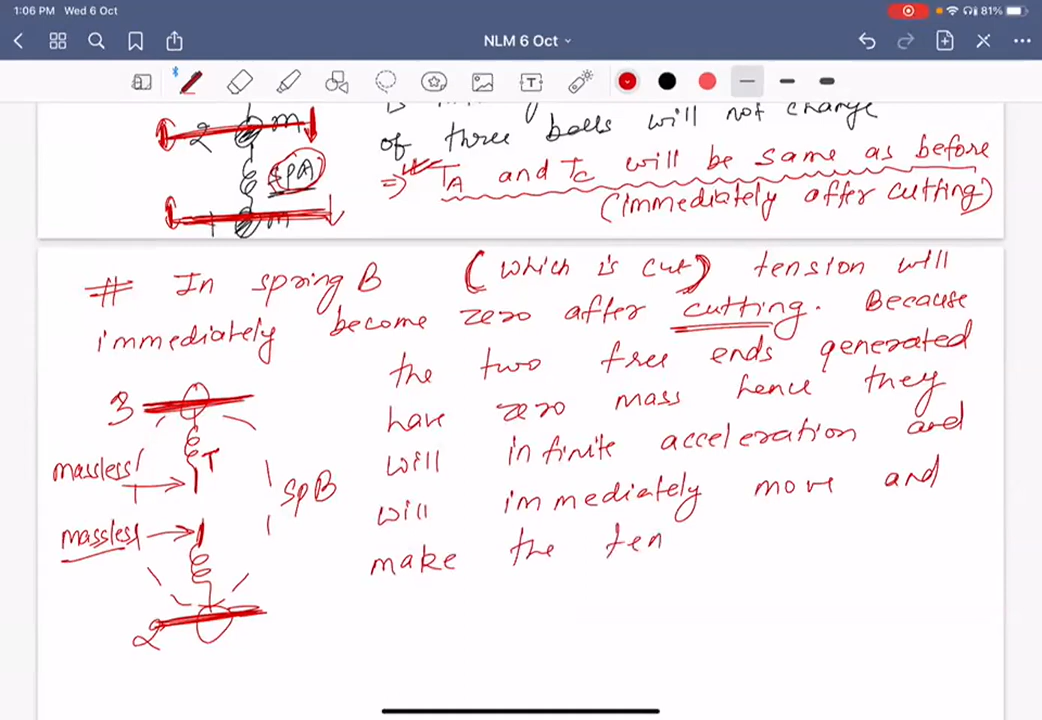 1:06 PM Wed 6 Oct
81%
NLM 6 Oct
2 m
of three balls will not change
SPA
⇒ TA and TC will be same as before
(immediately after cutting)
1 m
# In spring B (which is cut) tension will
immediately become zero after cutting. Because
the two free ends generated
3
have zero mass hence they
massless
T
will infinite acceleration and
SpB
will immediately move and
massless
make the ten
2